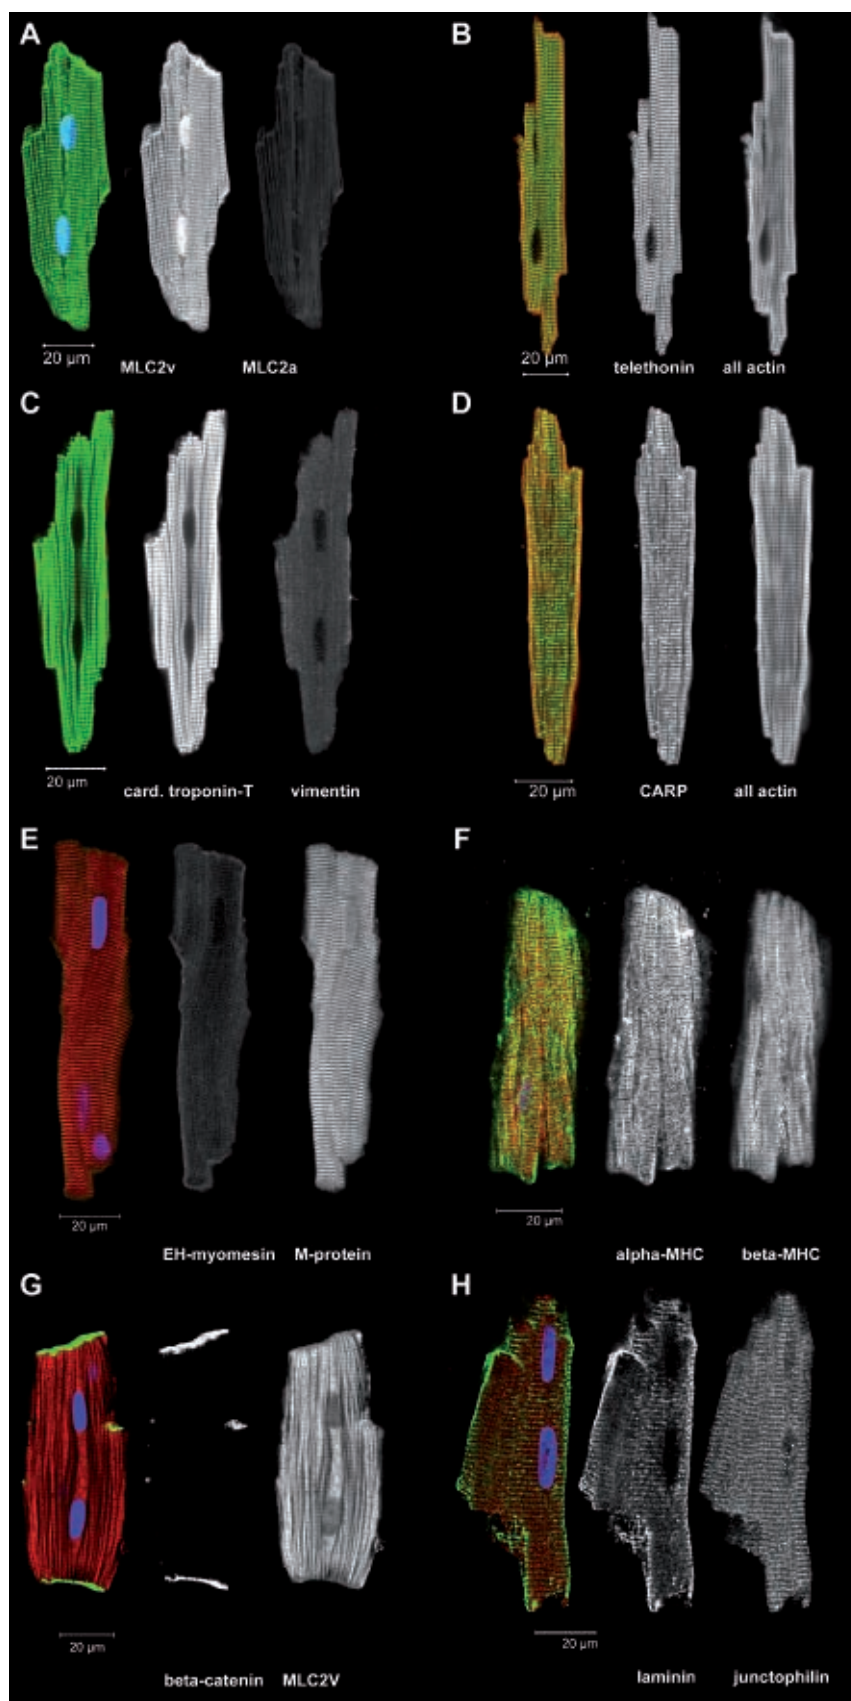 A
B
20 µm
MLC2v
MLC2a
20 µm
telethonin
all actin
C
D
20 µm
card. troponin-T
vimentin
20 µm
CARP
all actin
E
F
20 µm
EH-myomesin
M-protein
20 µm
alpha-MHC
beta-MHC
G
H
20 µm
beta-catenin
MLC2V
20 µm
laminin
junctophilin